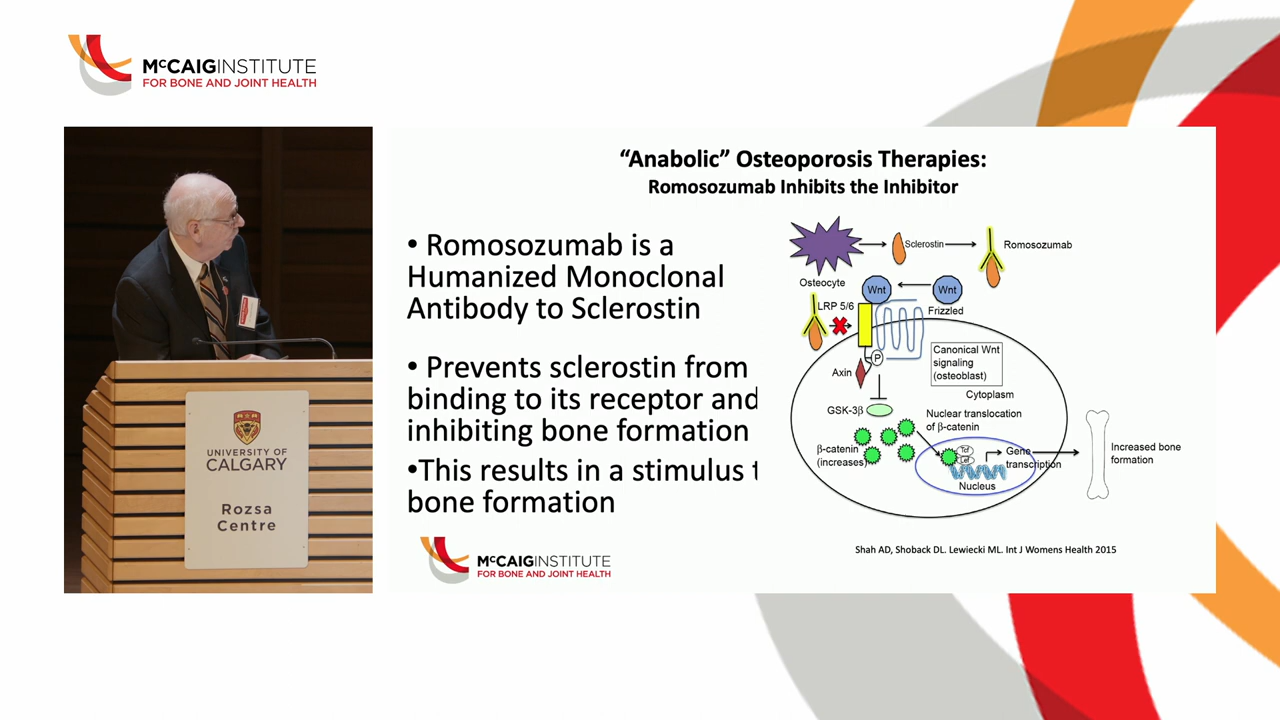 McCAIGINSTITUTE
FOR BONE AND JOINT HEALTH
UNIVERSITY OF
CALGARY
Rozsa
Centre
“Anabolic” Osteoporosis Therapies:
Romosozumab Inhibits the Inhibitor
• Romosozumab is a
Humanized Monoclonal
Antibody to Sclerostin
• Prevents sclerostin from
binding to its receptor and
inhibiting bone formation
•This results in a stimulus t
bone formation
Osteocyte
Sclerostin
Romosozumab
Wnt
Wnt
LRP 5/6
Frizzled
P
Axin
Canonical Wnt
signaling
(osteoblast)
Cytoplasm
GSK-3β
Nuclear translocation
of β-catenin
β-catenin
(increases)
Tcf
Lef
Gene
transcription
Nucleus
Increased bone
formation
Shah AD, Shoback DL. Lewiecki ML. Int J Womens Health 2015
McCAIGINSTITUTE
FOR BONE AND JOINT HEALTH